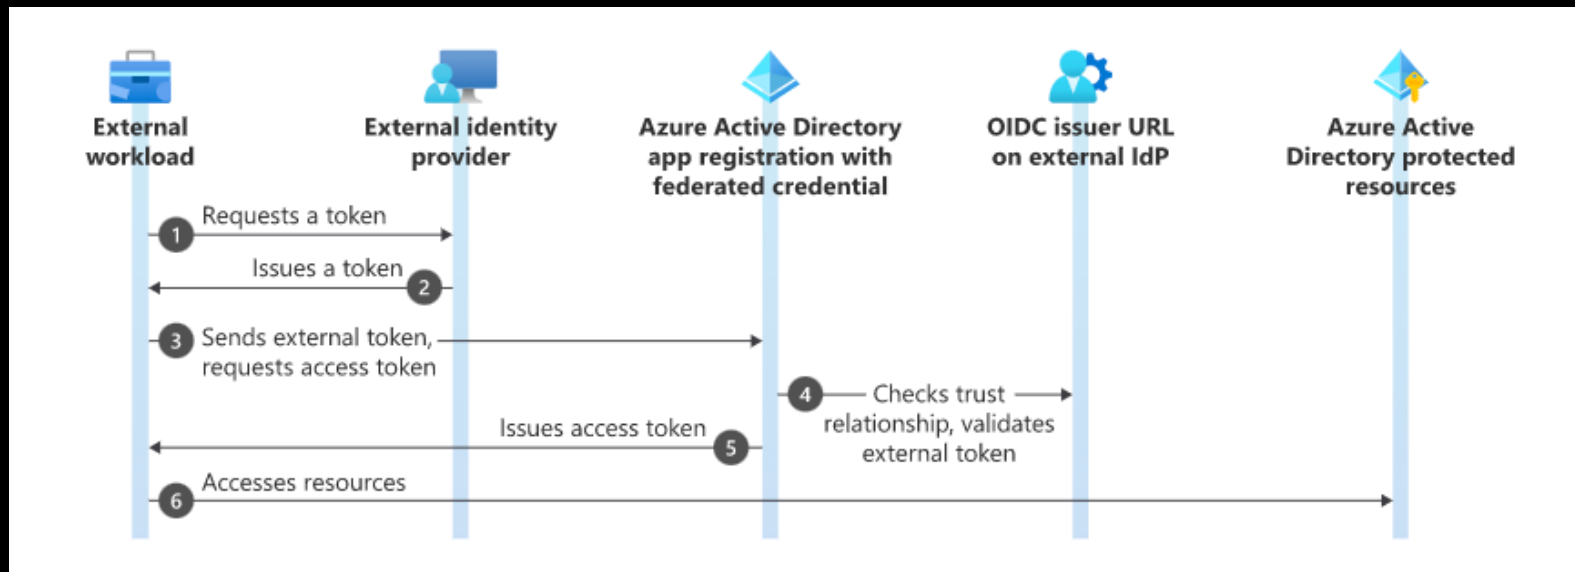 External
workload
External identity
provider
Azure Active Directory
app registration with
federated credential
OIDC issuer URL
on external IdP
Azure Active
Directory protected
resources
1 Requests a token
Issues a token 2
3 Sends external token,
requests access token
4 Checks trust
relationship, validates
external token
Issues access token 5
6 Accesses resources